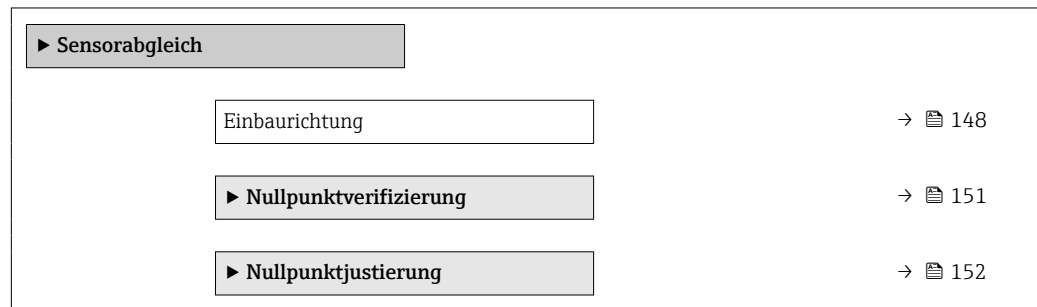 ▶ Sensorabgleich
Einbaurichtung → 148
▶ Nullpunktverifizierung → 151
▶ Nullpunktjustierung → 152